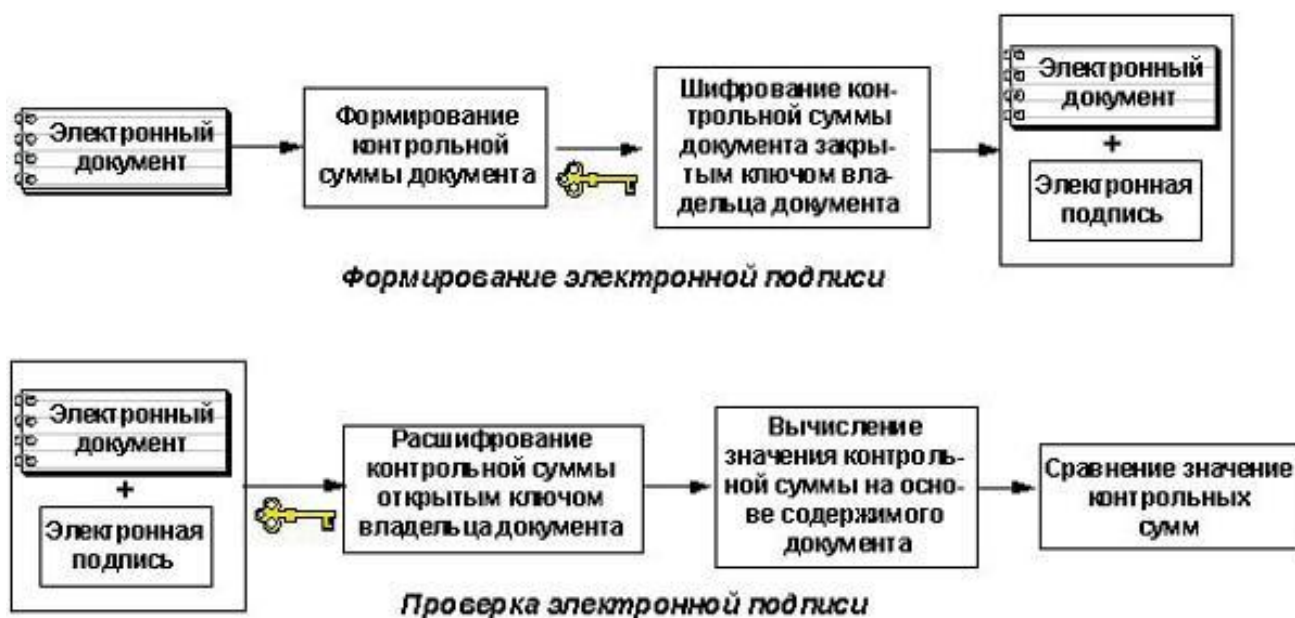 Электронный
документ
Формирование
контрольной
суммы документа
Шифрование кон-
трольной суммы
документа закры-
тым ключом вла-
дельца документа
Электронный
документ
+
Электронная
подпись
Формирование электронной подписи
Электронный
документ
+
Электронная
подпись
Расшифрование
контрольной суммы
открытым ключом
владельца документа
Вычисление
значения контроль-
ной суммы на осно-
ве содержимого
документа
Сравнение значение
контрольных
сумм
Проверка электронной подписи